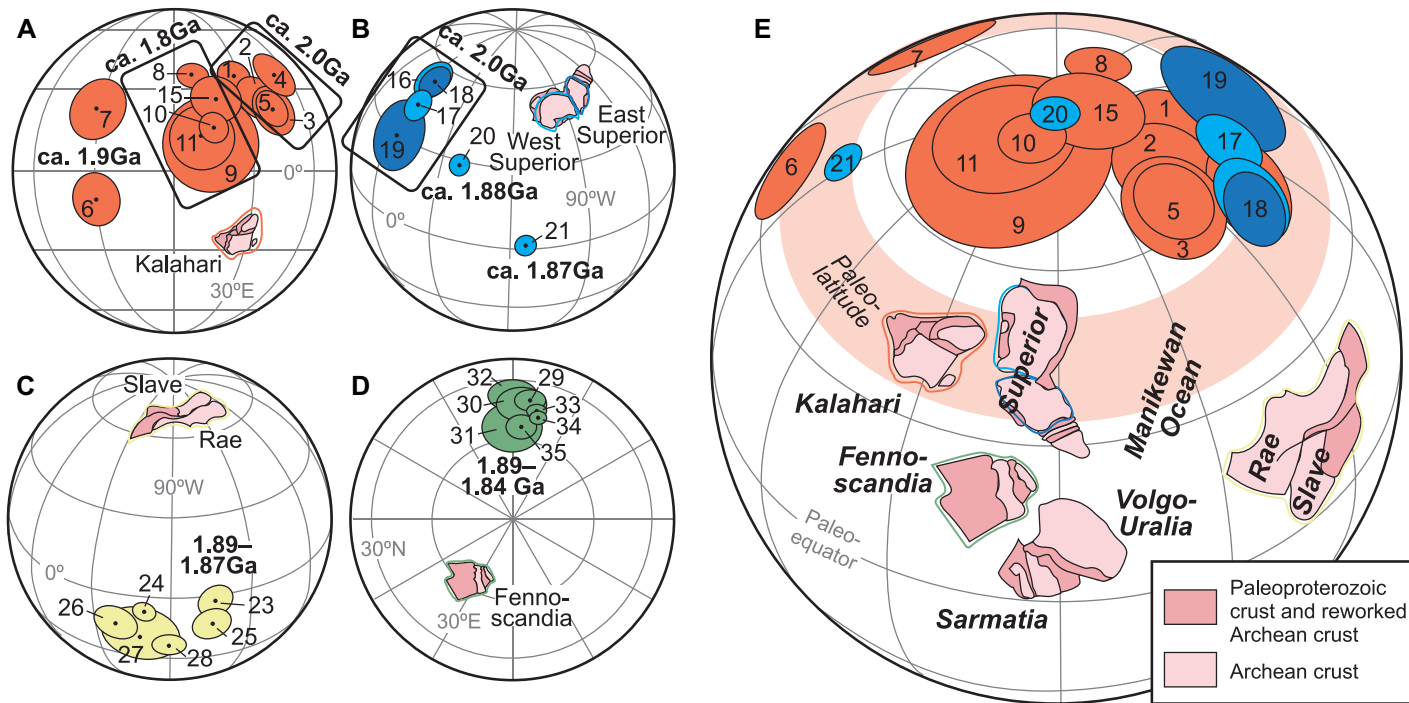 A
ca. 1.8Ga
ca. 2.0Ga
2
8
1
4
15
10
5
7
3
11
ca. 1.9Ga
9
0º
6
Kalahari
30ºE
B
ca. 2.0Ga
16
18
17
East
Superior
20
West
Superior
19
ca. 1.88Ga
90ºW
0º
21
ca. 1.87Ga
C
Slave
Rae
90ºW
1.89–
1.87Ga
0º
24
26
23
25
27
28
D
32
29
30
33
34
31
35
1.89–
1.84 Ga
30ºN
Fenno-
scandia
30ºE
E
7
8
19
20
15
1
17
6
21
10
2
11
18
5
9
3
Paleo-
latitude
Superior
Kalahari
Manikewan
Ocean
Rae
Slave
Fenno-
scandia
Volgo-
Uralia
Paleo-
equator
Sarmatia
Paleoproterozoic
crust and reworked
Archean crust
Archean crust